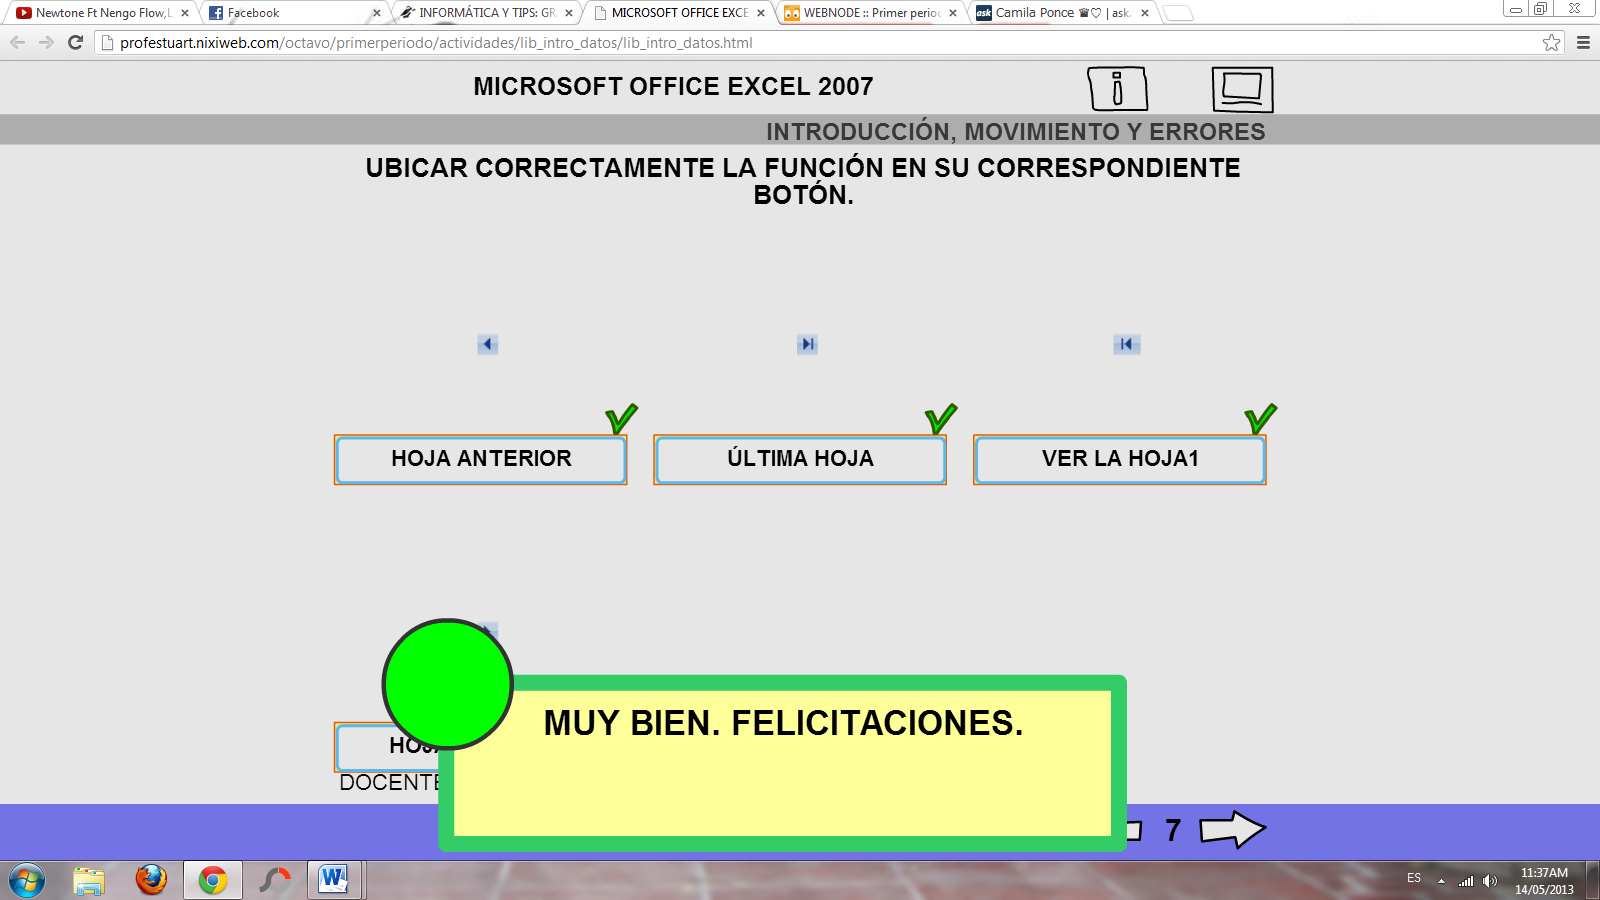 Newtone Ft Nengo Flow,L
Facebook
INFORMÁTICA Y TIPS: GR
MICROSOFT OFFICE EXCE
WEBNODE :: Primer perio
ask Camila Ponce ♛♡ | ask.
profestuart.nixiweb.com/octavo/primerperiodo/actividades/lib_intro_datos/lib_intro_datos.html
MICROSOFT OFFICE EXCEL 2007
i
INTRODUCCIÓN, MOVIMIENTO Y ERRORES
UBICAR CORRECTAMENTE LA FUNCIÓN EN SU CORRESPONDIENTE
BOTÓN.
HOJA ANTERIOR
ÚLTIMA HOJA
VER LA HOJA1
MUY BIEN. FELICITACIONES.
DOCENTE
7
ES
11:37AM
14/05/2013